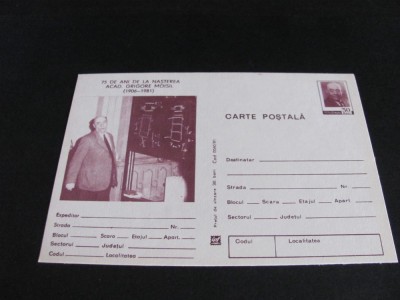 75 DE ANI DE LA NAȘTEREA
ACAD. GRIGORE MOISIL
(1906—1981)
Expeditor
Strada Nr.
Blocul Scara Etajul Apart.
Sectorul Județul
Codul Localitatea
CARTE POȘTALĂ
Destinatar
Strada Nr.
Blocul Scara Etajul Apart.
Sectorul Județul
Codul Localitatea